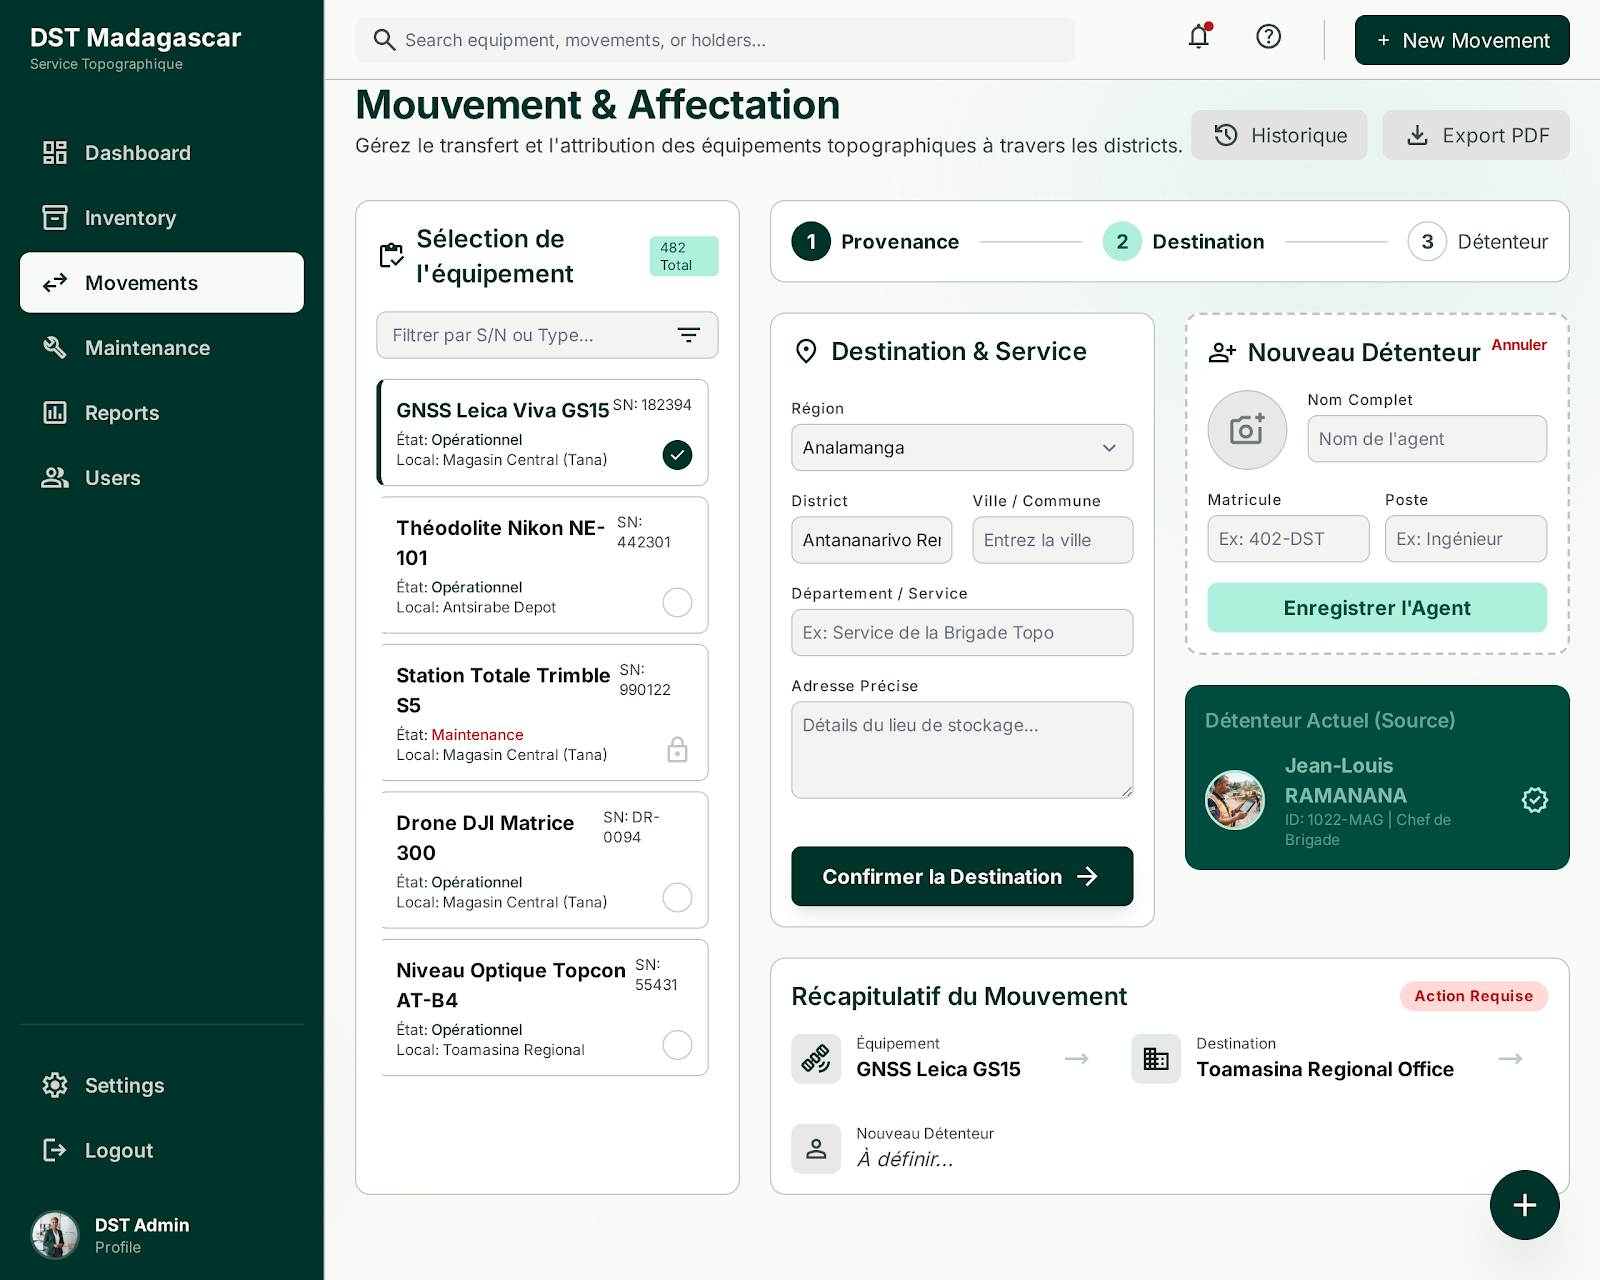 DST Madagascar
Service Topographique
Dashboard
Inventory
Movements
Maintenance
Reports
Users
Settings
Logout
DST Admin
Profile
Search equipment, movements, or holders...
+ New Movement
Mouvement & Affectation
Gérez le transfert et l'attribution des équipements topographiques à travers les districts.
Historique
Export PDF
Sélection de
l'équipement
482
Total
Filtrer par S/N ou Type...
GNSS Leica Viva GS15 SN: 182394
État: Opérationnel
Local: Magasin Central (Tana)
Théodolite Nikon NE-
101
SN:
442301
État: Opérationnel
Local: Antsirabe Depot
Station Totale Trimble
S5
SN:
990122
État: Maintenance
Local: Magasin Central (Tana)
Drone DJI Matrice
300
SN: DR-
0094
État: Opérationnel
Local: Magasin Central (Tana)
Niveau Optique Topcon
AT-B4
SN:
55431
État: Opérationnel
Local: Toamasina Regional
1 Provenance
2 Destination
3 Détenteur
Destination & Service
Région
Analamanga
District
Antananarivo Ren
Ville / Commune
Entrez la ville
Département / Service
Ex: Service de la Brigade Topo
Adresse Précise
Détails du lieu de stockage...
Confirmer la Destination
Nouveau Détenteur
Annuler
Nom Complet
Nom de l'agent
Matricule
Ex: 402-DST
Poste
Ex: Ingénieur
Enregistrer l'Agent
Détenteur Actuel (Source)
Jean-Louis
RAMANANA
ID: 1022-MAG | Chef de
Brigade
Récapitulatif du Mouvement
Action Requise
Équipement
GNSS Leica GS15
Destination
Toamasina Regional Office
Nouveau Détenteur
À définir...